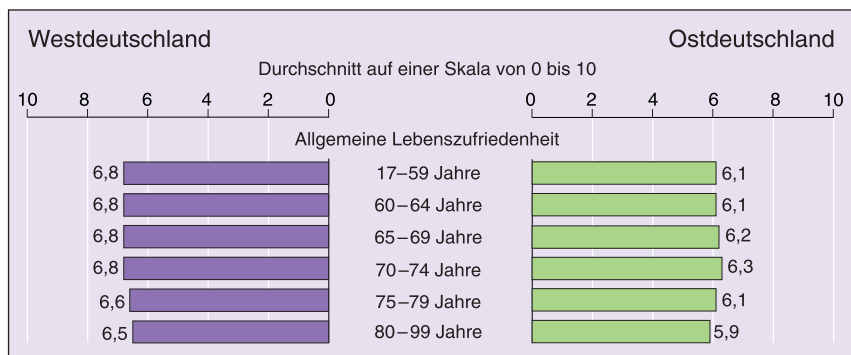 Westdeutschland Ostdeutschland
Durchschnitt auf einer Skala von 0 bis 10
10 8 6 4 2 0 0 2 4 6 8 10
Allgemeine Lebenszufriedenheit
6,8 17–59 Jahre 6,1
6,8 60–64 Jahre 6,1
6,8 65–69 Jahre 6,2
6,8 70–74 Jahre 6,3
6,6 75–79 Jahre 6,1
6,5 80–99 Jahre 5,9